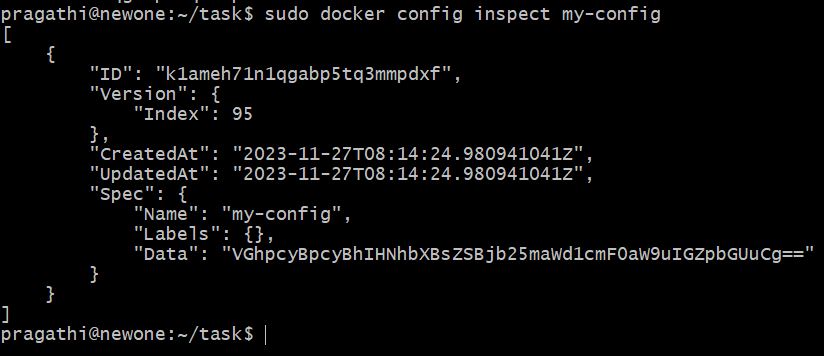 pragathi@newone:~/task$ sudo docker config inspect my-config
[
    {
        "ID": "k1ameh71n1qgabp5tq3mmpdxf",
        "Version": {
            "Index": 95
        },
        "CreatedAt": "2023-11-27T08:14:24.980941041Z",
        "UpdatedAt": "2023-11-27T08:14:24.980941041Z",
        "Spec": {
            "Name": "my-config",
            "Labels": {},
            "Data": "VGhpcyBpcyBhIHNhbXBsZSBjb25maWd1cmF0aW9uIGZpbGUuCg=="
        }
    }
]
pragathi@newone:~/task$